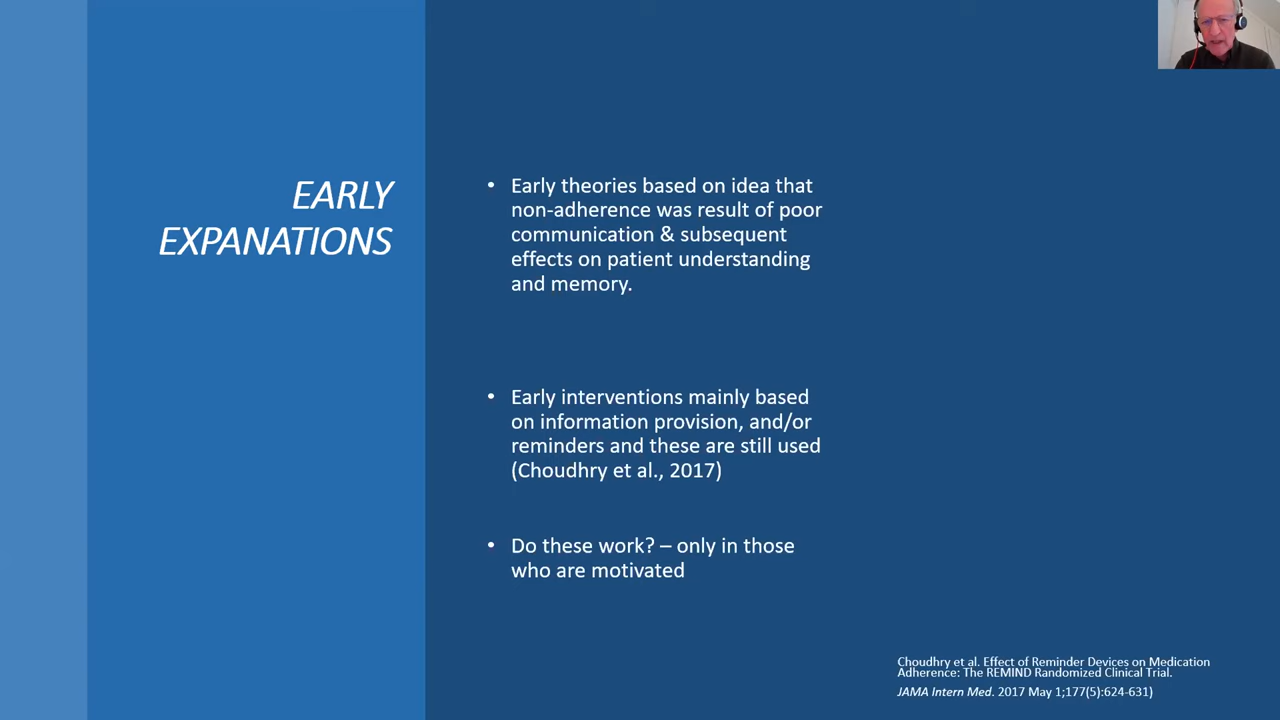 EARLY
EXPANATIONS
• Early theories based on idea that
non-adherence was result of poor
communication & subsequent
effects on patient understanding
and memory.
• Early interventions mainly based
on information provision, and/or
reminders and these are still used
(Choudhry et al., 2017)
• Do these work? – only in those
who are motivated
Choudhry et al. Effect of Reminder Devices on Medication
Adherence: The REMIND Randomized Clinical Trial.
JAMA Intern Med. 2017 May 1;177(5):624-631)